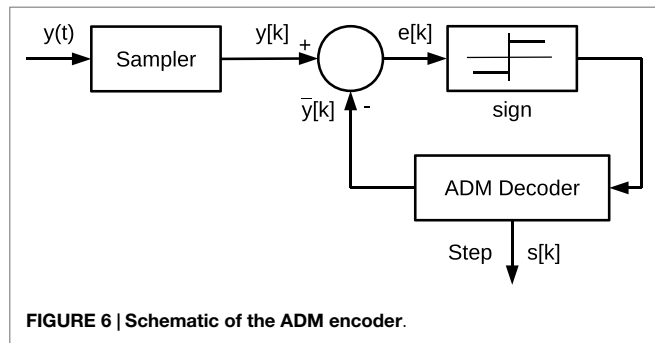 y(t)
Sampler
y[k]
+
e[k]
sign
ȳ[k]
-
ADM Decoder
Step
s[k]
FIGURE 6 | Schematic of the ADM encoder.